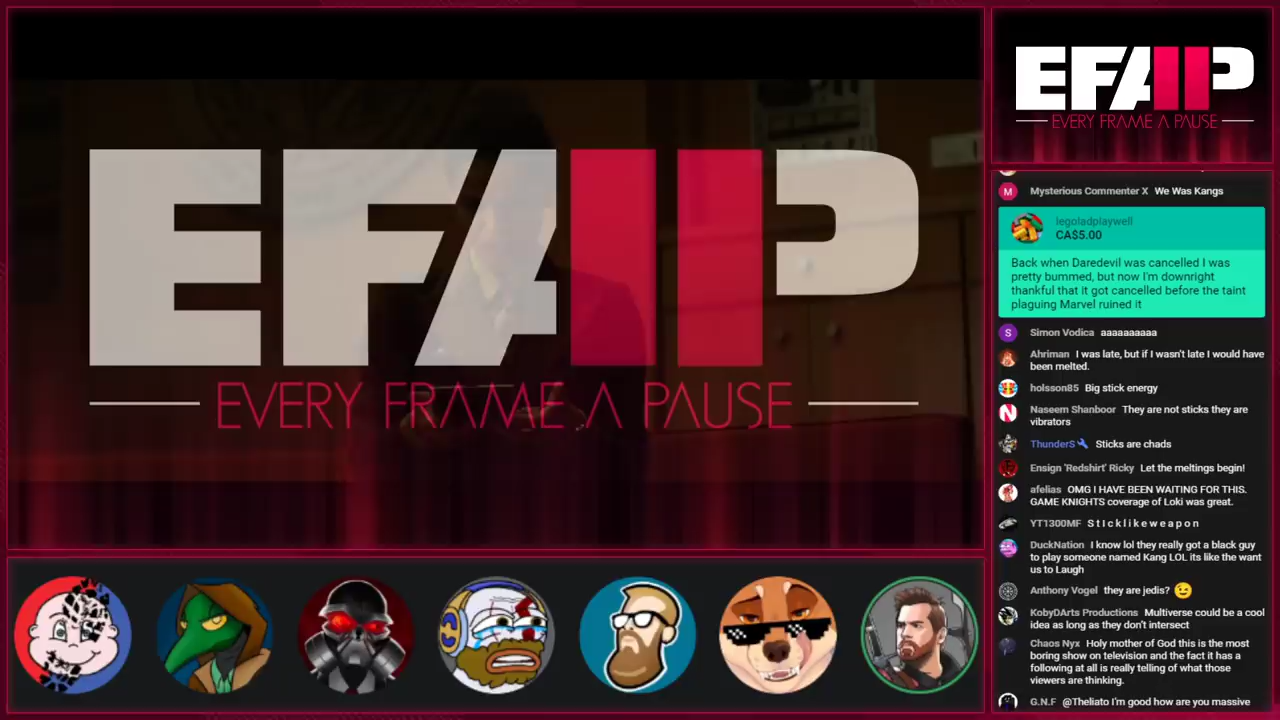 EFAP
EVERY FRAME A PAUSE
EFAP
EVERY FRAME A PAUSE
Mysterious Commenter X We Was Kangs
legoladplaywell
CA$5.00
Back when Daredevil was cancelled I was
pretty bummed, but now I'm downright
thankful that it got cancelled before the taint
plaguing Marvel ruined it
Simon Vodica aaaaaaaaaa
Ahriman I was late, but if I wasn't late I would have
been melted.
holsson85 Big stick energy
Naseem Shanboor They are not sticks they are
vibrators
ThunderS Sticks are chads
Ensign 'Redshirt' Ricky Let the meltings begin!
afelias OMG I HAVE BEEN WAITING FOR THIS.
GAME KNIGHTS coverage of Loki was great.
YT1300MF S t I c k l i k e w e a p o n
DuckNation I know lol they really got a black guy
to play someone named Kang LOL its like the want
us to Laugh
Anthony Vogel they are jedis?
KobyDArts Productions Multiverse could be a cool
idea as long as they don't intersect
Chaos Nyx Holy mother of God this is the most
boring show on television and the fact it has a
following at all is really telling of what those
viewers are thinking.
G.N.F @Theliato I'm good how are you massive